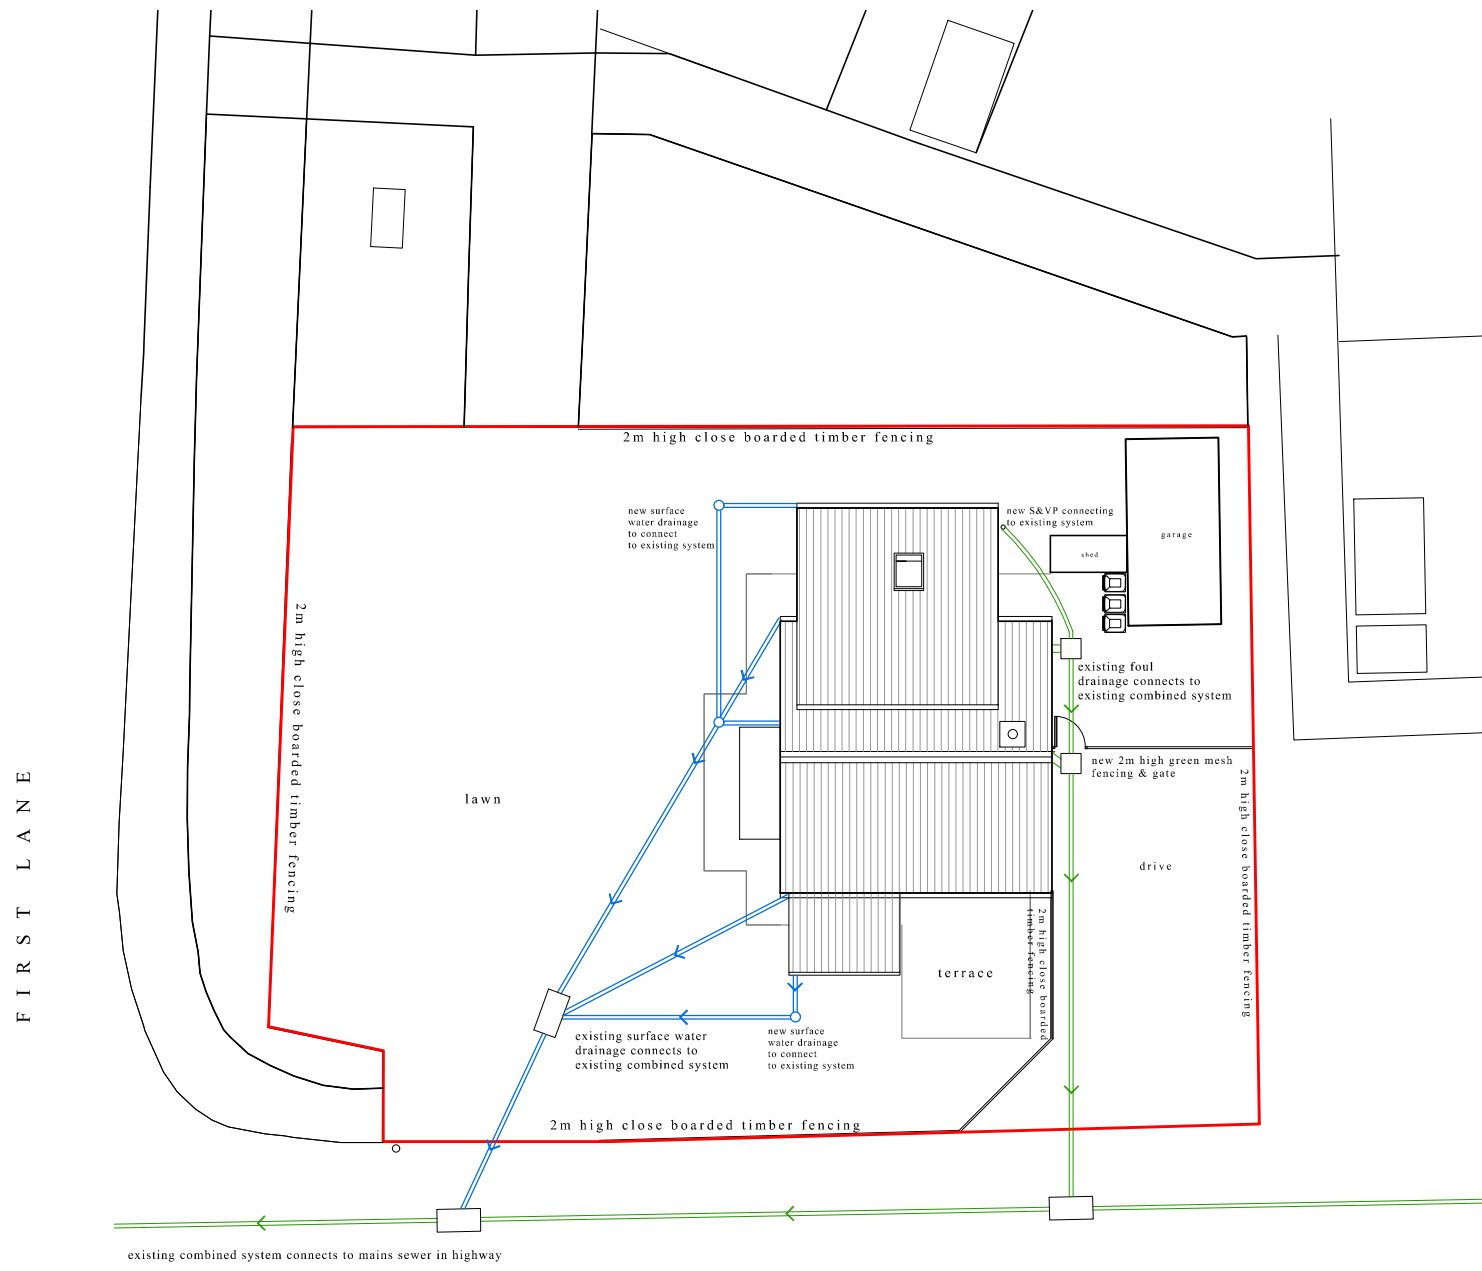 2m high close boarded timber fencing
new surface
water drainage
to connect
to existing system
new S&VP connecting
to existing system
garage
shed
2m high close boarded timber fencing
existing foul
drainage connects to
existing combined system
new 2m high green mesh
fencing & gate
FIRST LANE
lawn
drive
2m high close boarded timber fencing
2m high close boarded
timber fencing
terrace
existing surface water
drainage connects to
existing combined system
new surface
water drainage
to connect
to existing system
2m high close boarded timber fencing
existing combined system connects to mains sewer in highway